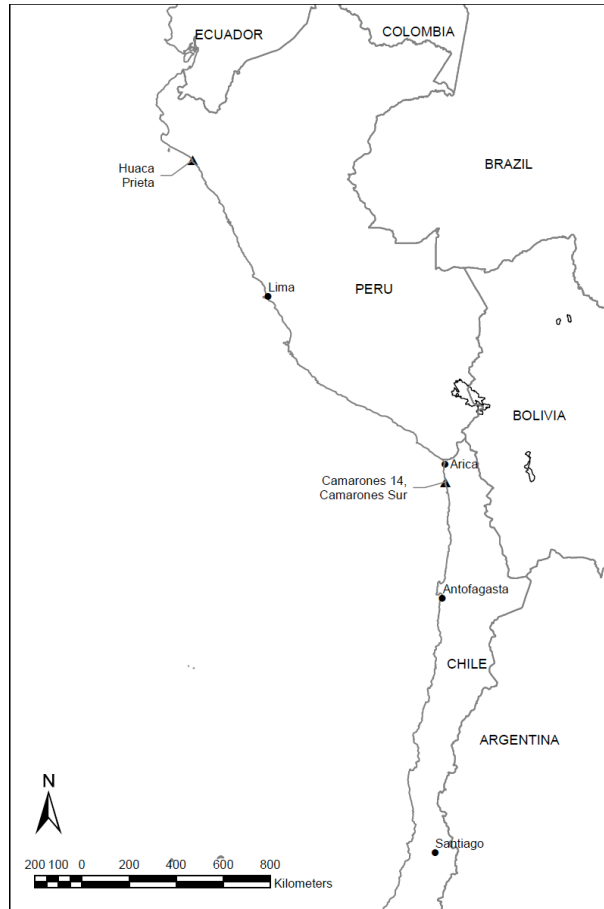 ECUADOR
COLOMBIA
Huaca
Prieta
BRAZIL
Lima
PERU
BOLIVIA
Arica
Camarones 14,
Camarones Sur
Antofagasta
CHILE
ARGENTINA
N
Santiago
200 100 0 200 400 600 800
Kilometers